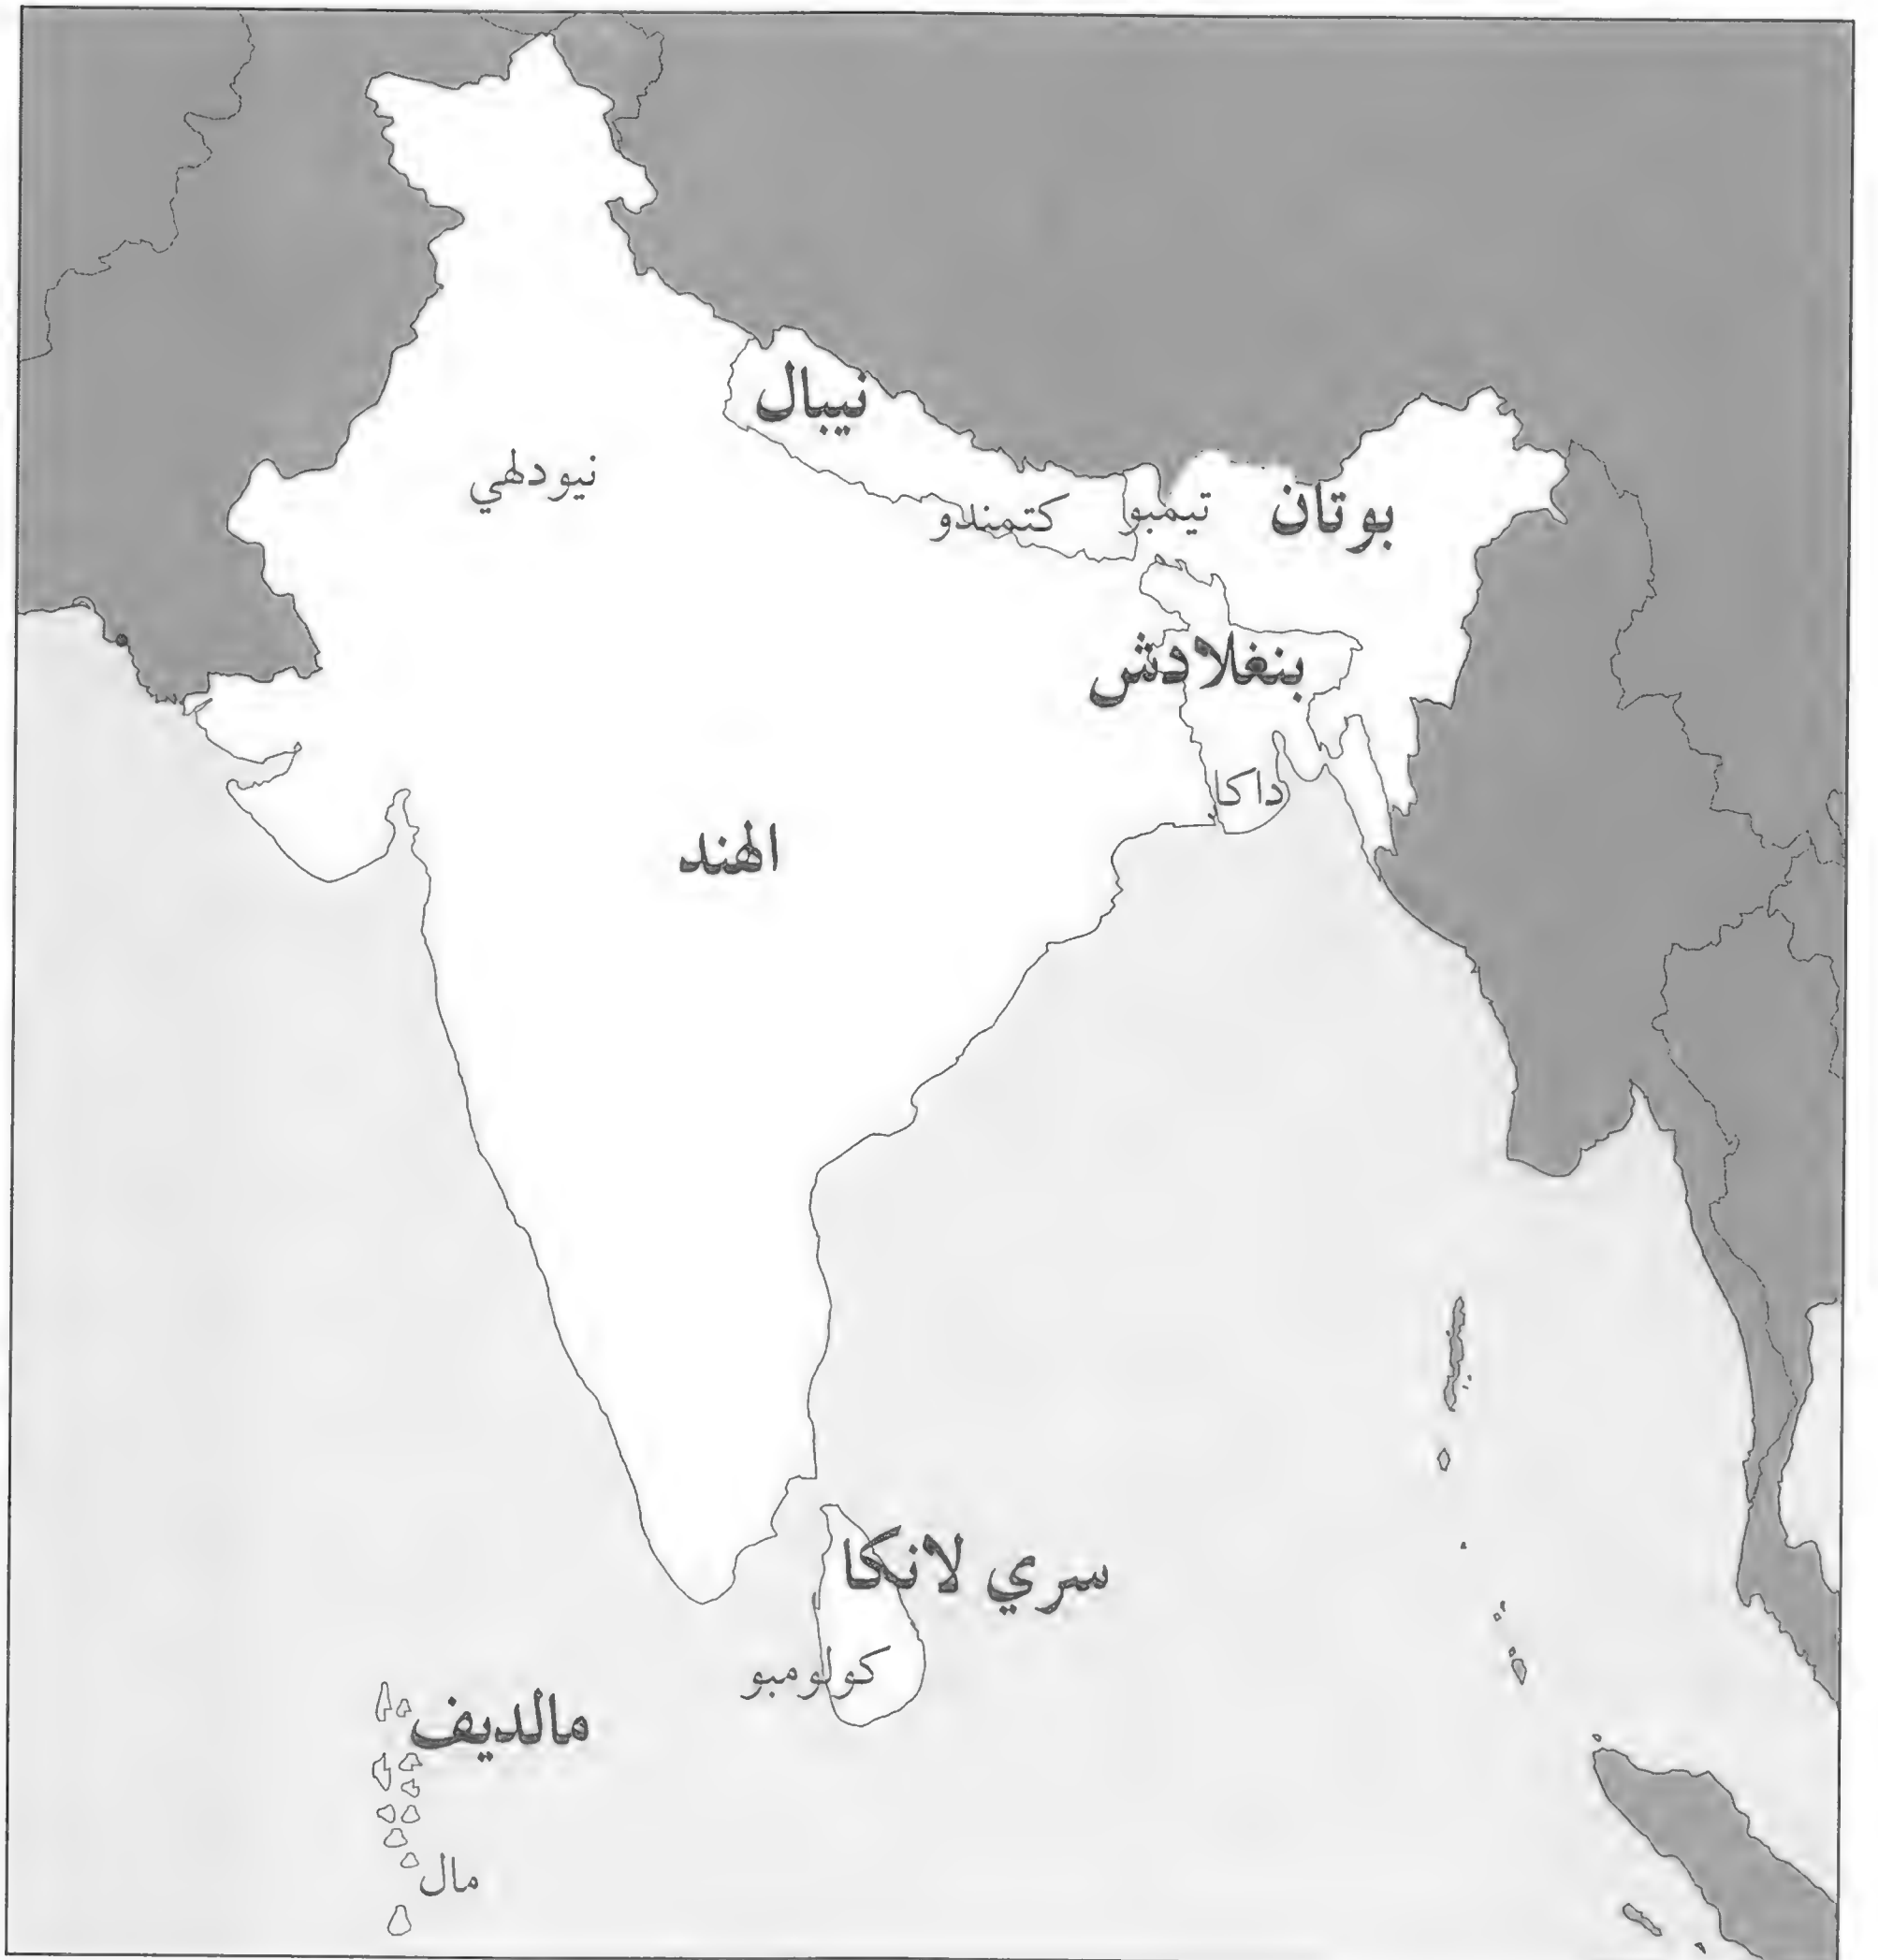 نيبال
نيودلهي
كتمندو
تيمبو
بوتان
بنغلادش
داكا
الهند
سري لانكا
كولومبو
مالديف
مال